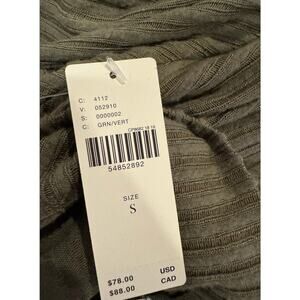 C: 4112
V: 052910
S: 0000002
C: GRN/VERT
54852892
SIZE
S
$78.00 USD
$88.00 CAD